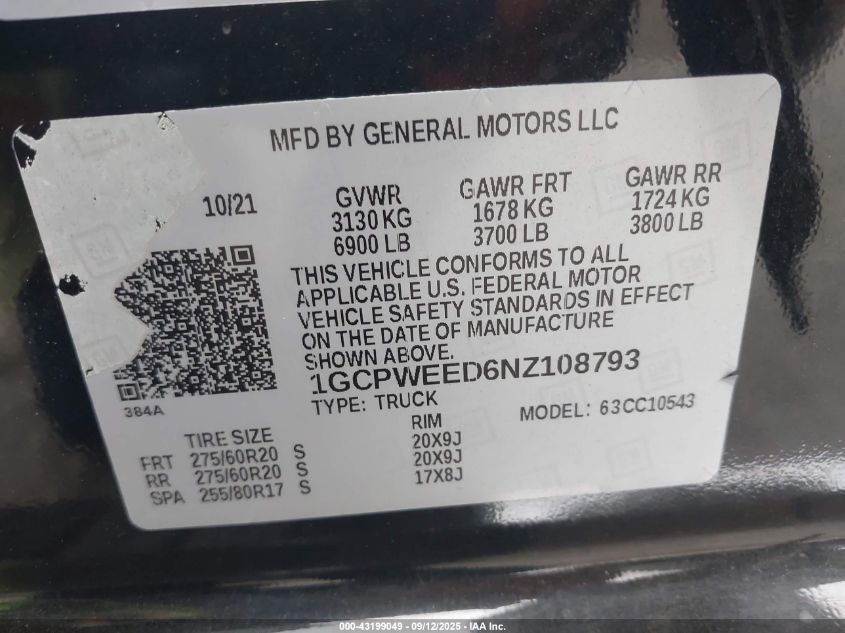 MFD BY GENERAL MOTORS LLC
10/21
GVWR
3130 KG
6900 LB
GAWR FRT
1678 KG
3700 LB
GAWR RR
1724 KG
3800 LB
THIS VEHICLE CONFORMS TO ALL
APPLICABLE U.S. FEDERAL MOTOR
VEHICLE SAFETY STANDARDS IN EFFECT
ON THE DATE OF MANUFACTURE
SHOWN ABOVE.
1GCPWEED6NZ108793
TYPE: TRUCK
MODEL: 63CC10543
384A
TIRE SIZE
RIM
FRT 275/60R20 S 20X9J
RR 275/60R20 S 20X9J
SPA 255/80R17 S 17X8J
000-43199049 - 09/12/2025 - IAA Inc.